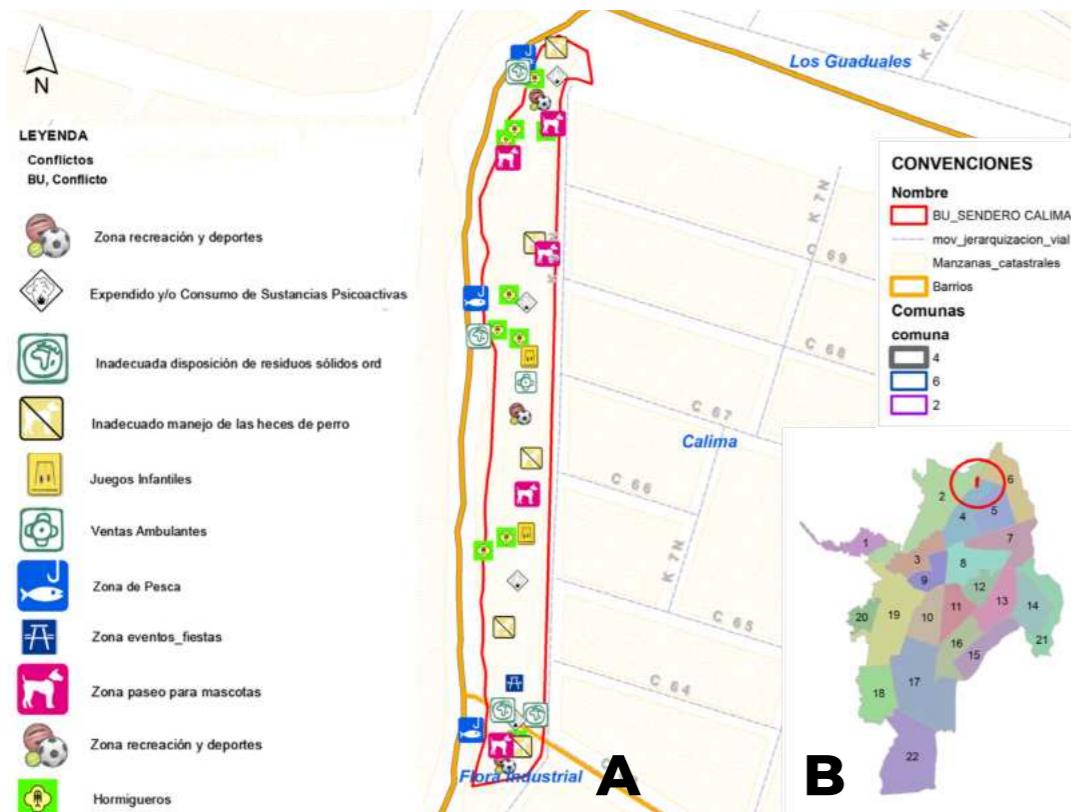 N
LEYENDA
Conflictos
BU, Conflicto
Zona recreación y deportes
Expendido y/o Consumo de Sustancias Psicoactivas
Inadecuada disposición de residuos sólidos ord
Inadecuado manejo de las heces de perro
Juegos Infantiles
Ventas Ambulantes
Zona de Pesca
Zona eventos_fiestas
Zona paseo para mascotas
Zona recreación y deportes
Hormigueros
Los Guaduales
K 8N
K 7N
C 69
C 68
C 67
Calima
C 66
K 7N
C 65
C 64
Flora Industrial
A
CONVENCIONES
Nombre
BU_SENDERO CALIMA
mov_jerarquizacion_vial
Manzanas_catastrales
Barrios
Comunas
comuna
4
6
2
B
2
6
4
5
1
3
7
8
9
12
20
19
10
11
13
14
16
21
15
18
17
22